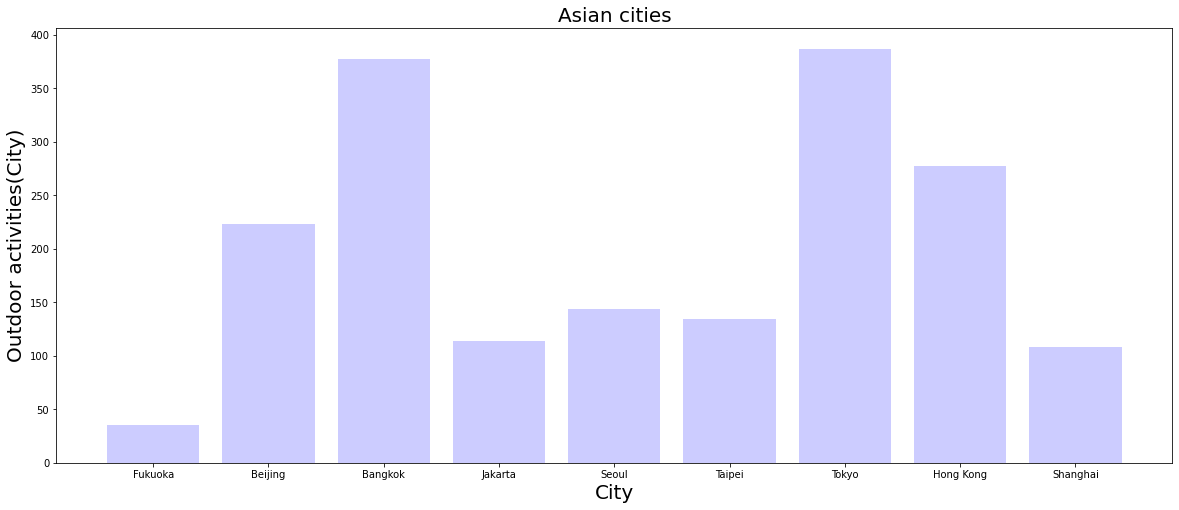 Asian cities
Outdoor activities(City)
400
350
300
250
200
150
100
50
0
Fukuoka Beijing Bangkok Jakarta Seoul Taipei Tokyo Hong Kong Shanghai
City